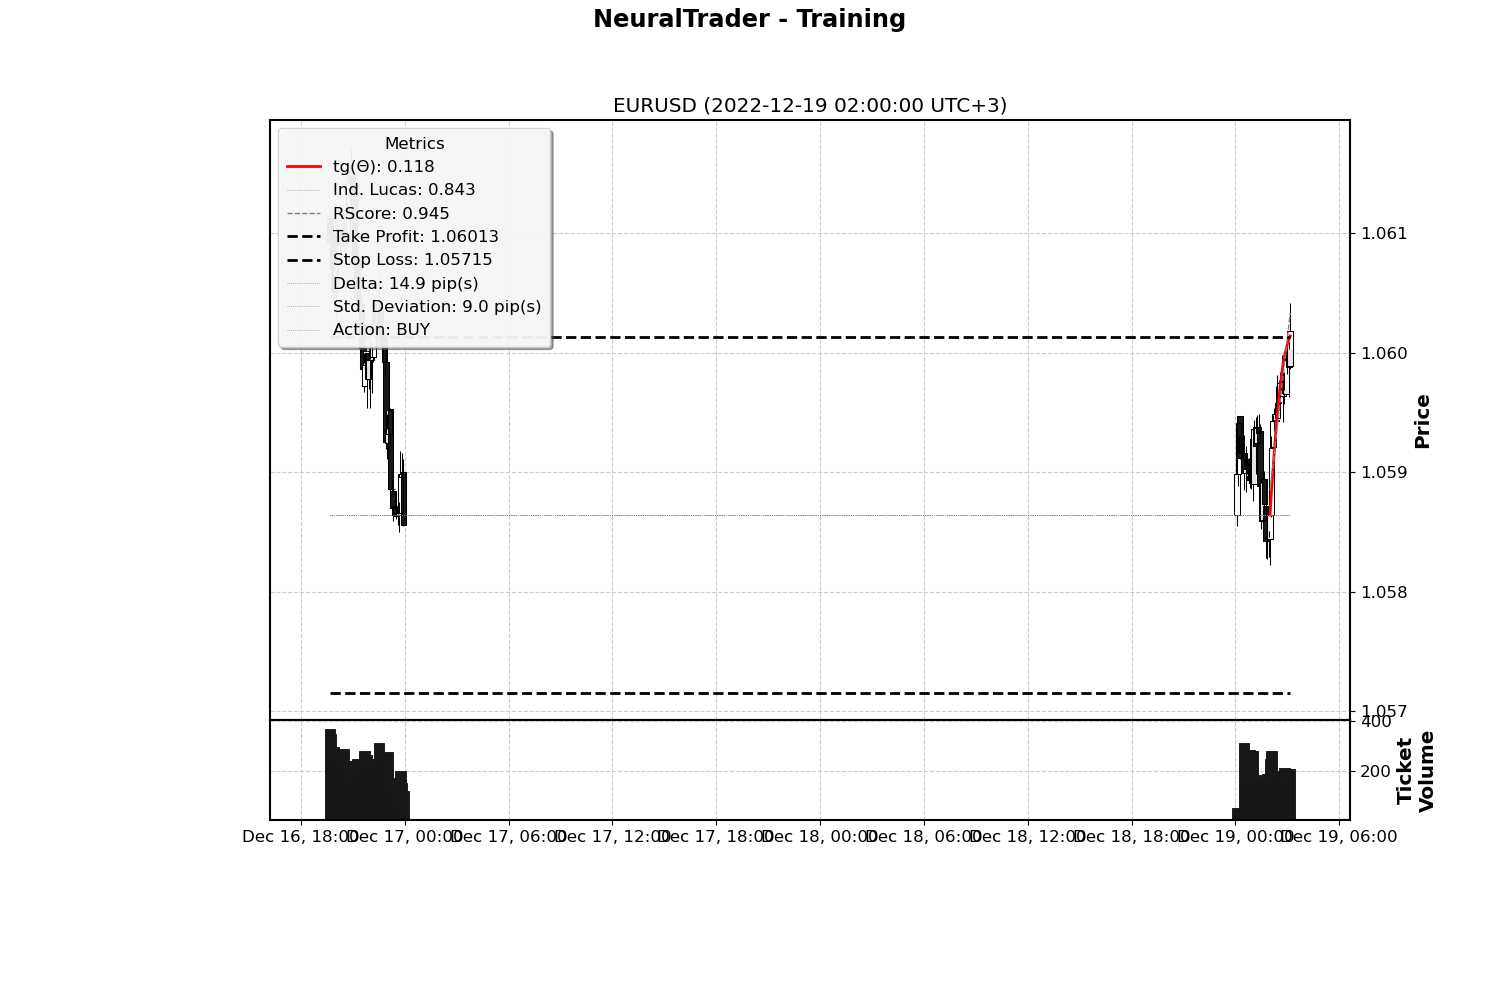 NeuralTrader - Training
EURUSD (2022-12-19 02:00:00 UTC+3)
Metrics
tg(Θ): 0.118
Ind. Lucas: 0.843
RScore: 0.945
Take Profit: 1.06013
Stop Loss: 1.05715
Delta: 14.9 pip(s)
Std. Deviation: 9.0 pip(s)
Action: BUY
1.061
1.060
1.059
1.058
1.057
Price
400
200
Ticket
Volume
Dec 16, 18:00
Dec 17, 00:00
Dec 17, 06:00
Dec 17, 12:00
Dec 17, 18:00
Dec 18, 00:00
Dec 18, 06:00
Dec 18, 12:00
Dec 18, 18:00
Dec 19, 00:00
Dec 19, 06:00